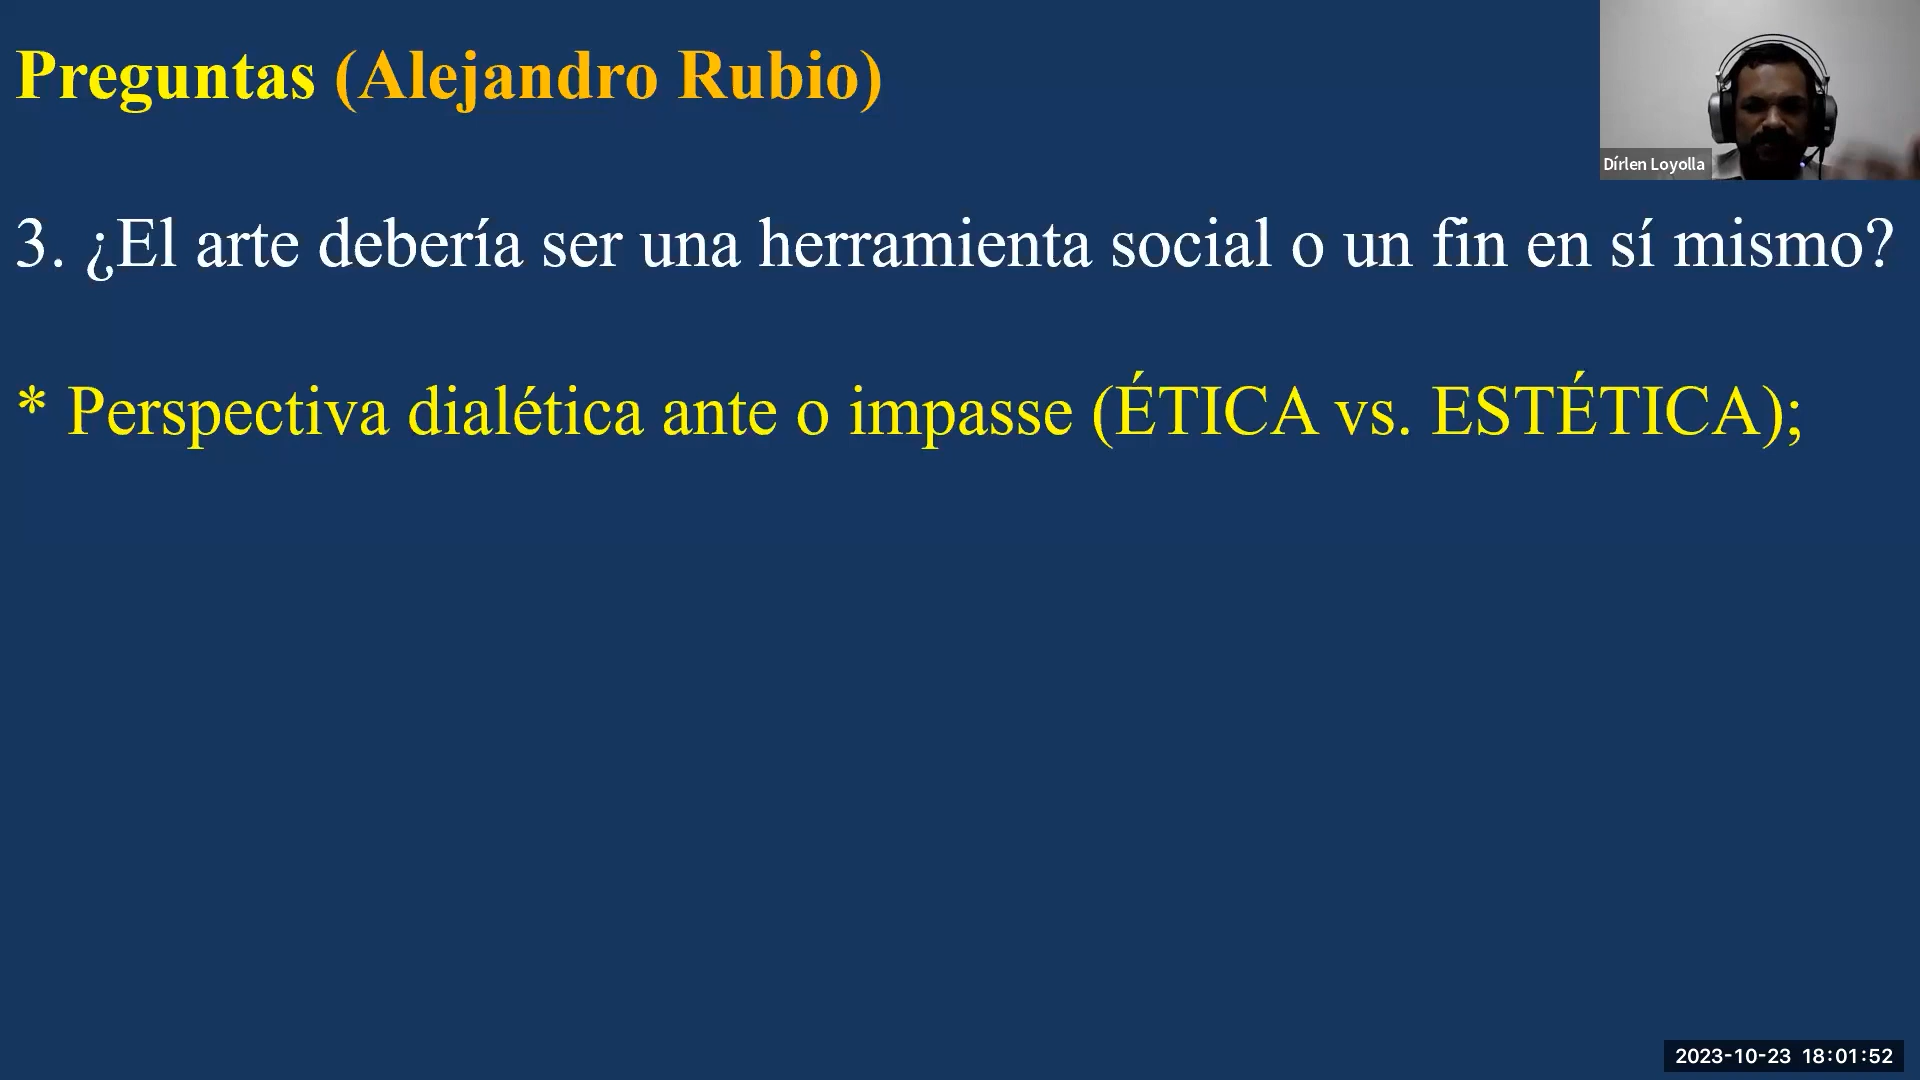 Preguntas (Alejandro Rubio)
Dírlen Loyolla
3. ¿El arte debería ser una herramienta social o un fin en sí mismo?
* Perspectiva dialética ante o impasse (ÉTICA vs. ESTÉTICA);
2023-10-23 18:01:52